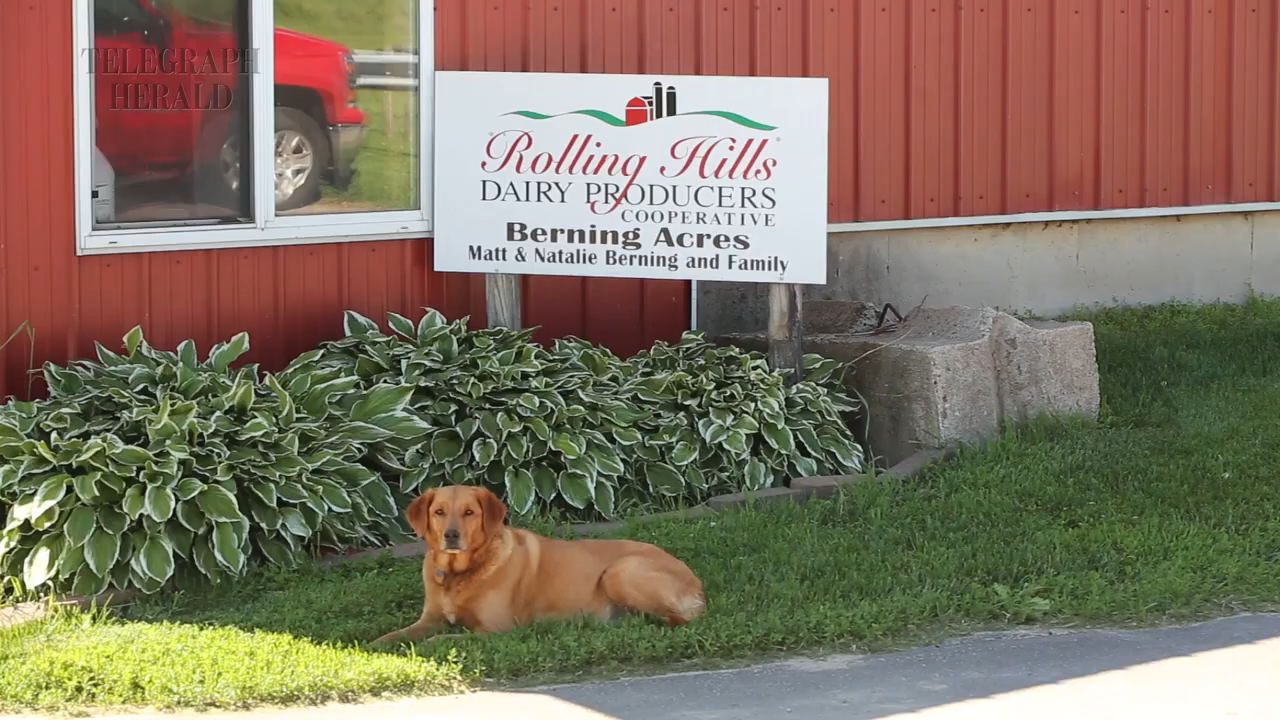 TELEGRAPH
HERALD
Rolling Hills
DAIRY PRODUCERS
COOPERATIVE
Berning Acres
Matt & Natalie Berning and Family